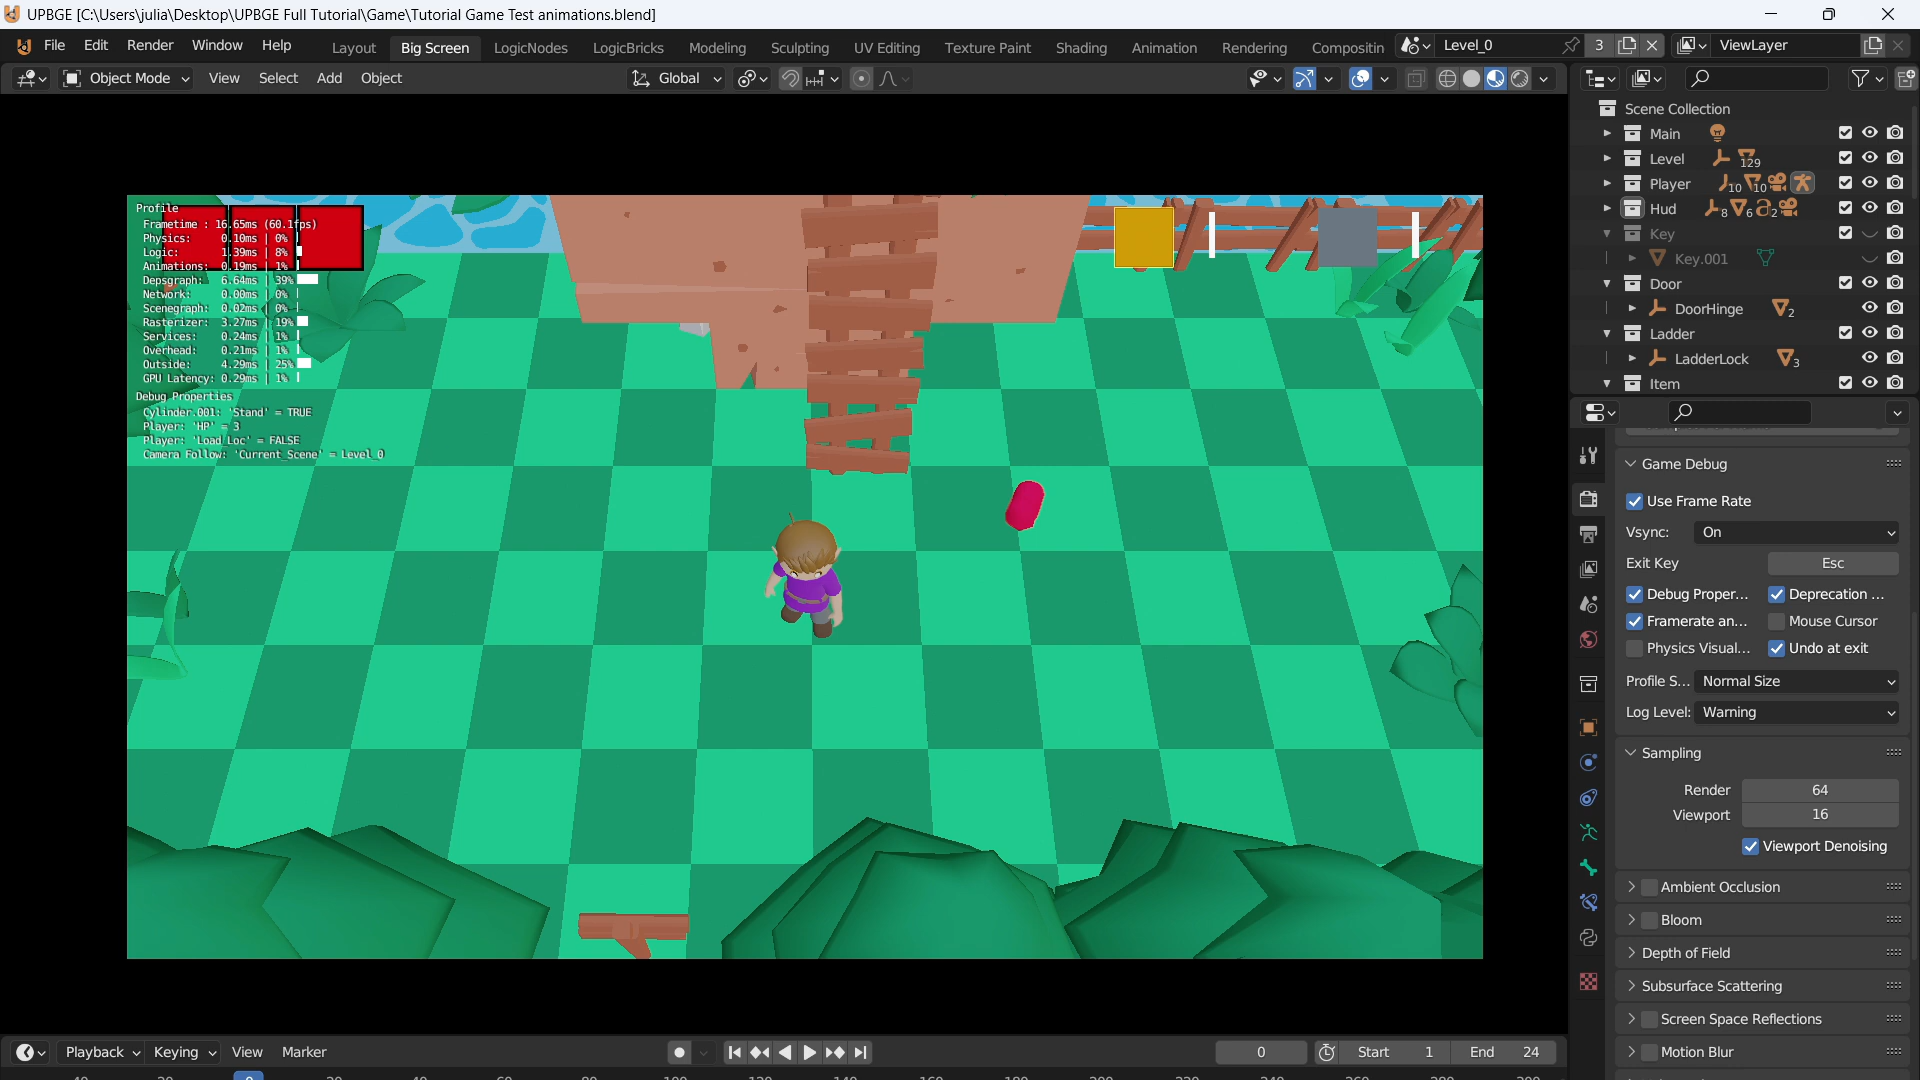 UPBGE [C:\Users\julia\Desktop\UPBGE Full Tutorial\Game\Tutorial Game Test animations.blend]
File Edit Render Window Help Layout Big Screen LogicNodes LogicBricks Modeling Sculpting UV Editing Texture Paint Shading Animation Rendering Compositin Level_0 3 ViewLayer
Object Mode View Select Add Object Global
Scene Collection
Main
Level 129
Player 10 10
Hud 8 6 2
Key
Key.001
Door
DoorHinge 2
Ladder
LadderLock 3
Item
Profile
Frametime : 16.65ms (60.1fps)
Physics: 0.10ms | 0%
Logic: 1.39ms | 8%
Animations: 0.19ms | 1%
Depsgraph: 6.64ms | 39%
Network: 0.00ms | 0%
Scenegraph: 0.02ms | 0%
Rasterizer: 3.27ms | 19%
Services: 0.24ms | 1%
Overhead: 0.21ms | 1%
Outside: 4.29ms | 25%
GPU Latency: 0.29ms | 1%
Debug Properties
Cylinder.001: 'Stand' = TRUE
Player: 'HP' = 3
Player: 'Load_Loc' = FALSE
Camera Follow: 'Current_Scene' = Level_0
Game Debug
Use Frame Rate
Vsync: On
Exit Key Esc
Debug Proper... Deprecation ...
Framerate an... Mouse Cursor
Physics Visual... Undo at exit
Profile S... Normal Size
Log Level: Warning
Sampling
Render 64
Viewport 16
Viewport Denoising
Ambient Occlusion
Bloom
Depth of Field
Subsurface Scattering
Screen Space Reflections
Motion Blur
Playback Keying View Marker 0 Start 1 End 24